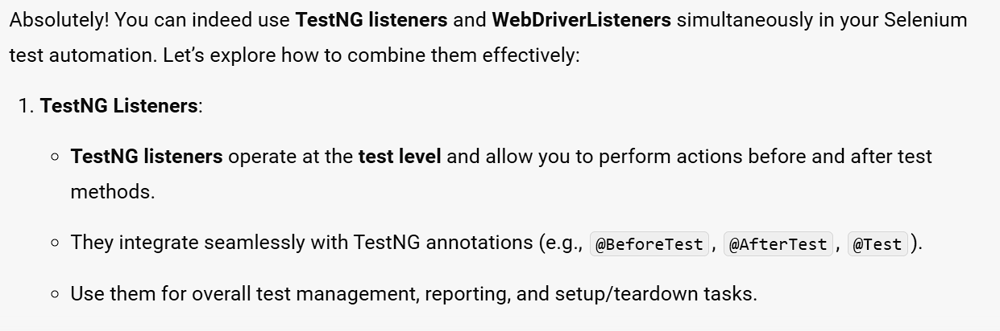 Absolutely! You can indeed use TestNG listeners and WebDriverListeners simultaneously in your Selenium
test automation. Let’s explore how to combine them effectively:
1. TestNG Listeners:
○ TestNG listeners operate at the test level and allow you to perform actions before and after test
methods.
○ They integrate seamlessly with TestNG annotations (e.g., @BeforeTest, @AfterTest, @Test).
○ Use them for overall test management, reporting, and setup/teardown tasks.